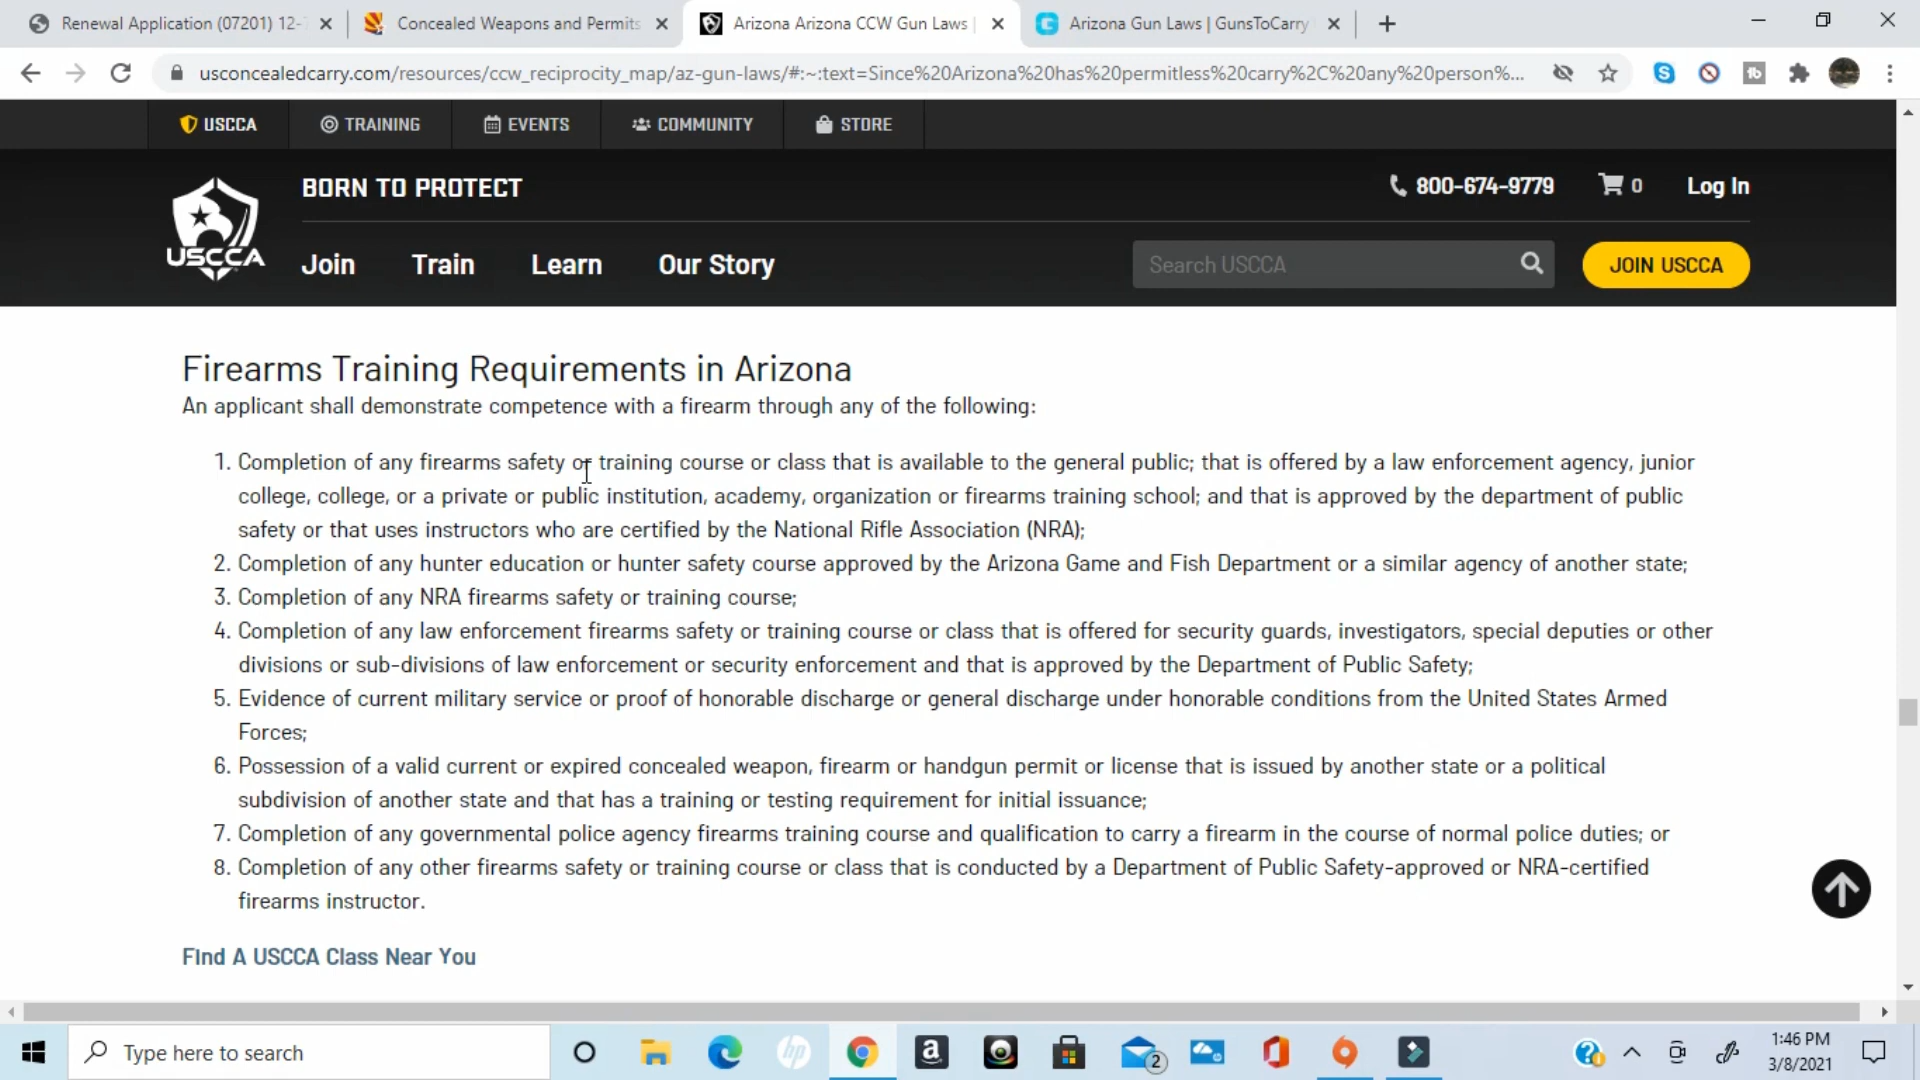 Renewal Application (07201) 12-
Concealed Weapons and Permits
Arizona Arizona CCW Gun Laws |
Arizona Gun Laws | GunsToCarry
usconcealedcarry.com/resources/ccw_reciprocity_map/az-gun-laws/#:~:text=Since%20Arizona%20has%20permitless%20carry%2C%20any%20person%...
USCCA
TRAINING
EVENTS
COMMUNITY
STORE
BORN TO PROTECT
800-674-9779
0
Log In
USCCA
Join
Train
Learn
Our Story
Search USCCA
JOIN USCCA
Firearms Training Requirements in Arizona
An applicant shall demonstrate competence with a firearm through any of the following:
1. Completion of any firearms safety or training course or class that is available to the general public; that is offered by a law enforcement agency, junior
college, college, or a private or public institution, academy, organization or firearms training school; and that is approved by the department of public
safety or that uses instructors who are certified by the National Rifle Association (NRA);
2. Completion of any hunter education or hunter safety course approved by the Arizona Game and Fish Department or a similar agency of another state;
3. Completion of any NRA firearms safety or training course;
4. Completion of any law enforcement firearms safety or training course or class that is offered for security guards, investigators, special deputies or other
divisions or sub-divisions of law enforcement or security enforcement and that is approved by the Department of Public Safety;
5. Evidence of current military service or proof of honorable discharge or general discharge under honorable conditions from the United States Armed
Forces;
6. Possession of a valid current or expired concealed weapon, firearm or handgun permit or license that is issued by another state or a political
subdivision of another state and that has a training or testing requirement for initial issuance;
7. Completion of any governmental police agency firearms training course and qualification to carry a firearm in the course of normal police duties; or
8. Completion of any other firearms safety or training course or class that is conducted by a Department of Public Safety-approved or NRA-certified
firearms instructor.
Find A USCCA Class Near You
Type here to search
hp
a
2
1:46 PM
3/8/2021